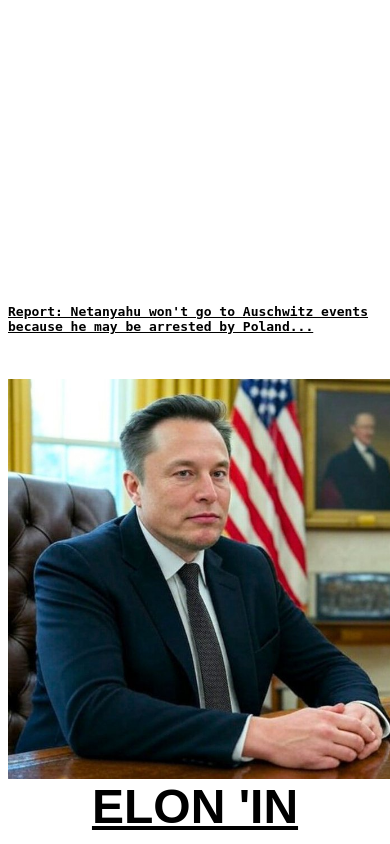 Report: Netanyahu won't go to Auschwitz events
because he may be arrested by Poland...
ELON 'IN